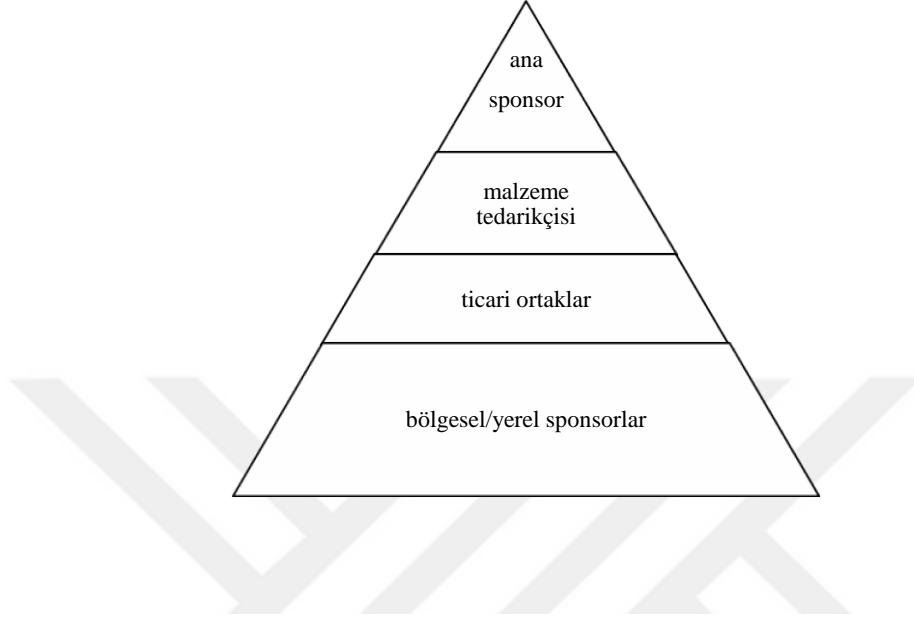 ana
sponsor
malzeme
tedarikçisi
ticari ortaklar
bölgesel/yerel sponsorlar